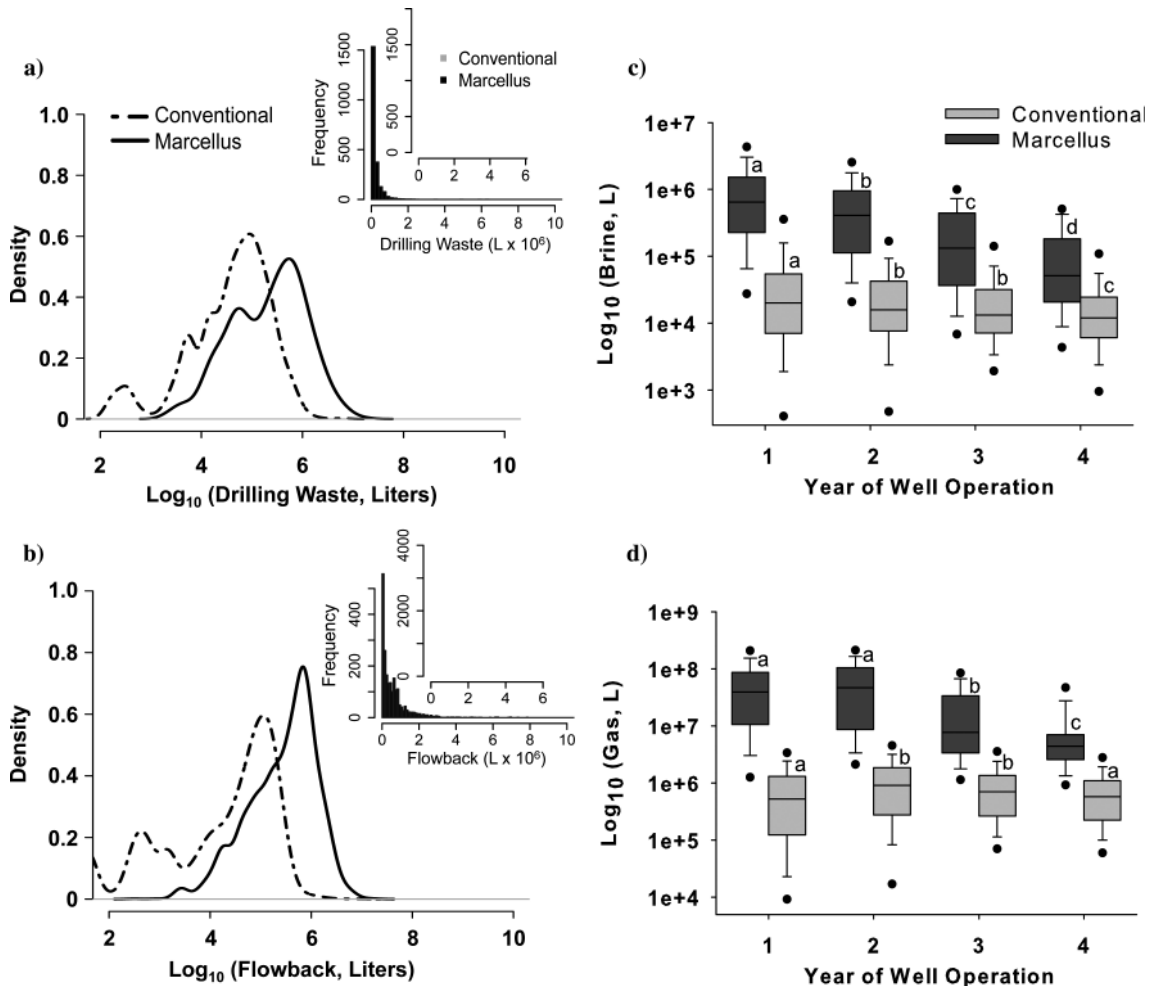 a)
Conventional
Marcellus
1.0
0.8
0.6
0.4
0.2
0
Density
2 4 6 8 10
Log10 (Drilling Waste, Liters)
1500
1000
500
0
Frequency
0 2 4 6 8 10
Drilling Waste (L x 10⁶)
2000
500
0
0 2 4 6
Conventional
Marcellus
c)
Conventional
Marcellus
1e+7
1e+6
1e+5
1e+4
1e+3
Log10 (Brine, L)
a
a
b
b
c
b
d
c
1 2 3 4
Year of Well Operation
b)
1.0
0.8
0.6
0.4
0.2
0
Density
2 4 6 8 10
Log10 (Flowback, Liters)
400
200
0
Frequency
0 2 4 6 8 10
Flowback (L x 10⁶)
4000
2000
0
0 2 4 6
d)
1e+9
1e+8
1e+7
1e+6
1e+5
1e+4
Log10 (Gas, L)
a
a
a
b
b
b
c
a
1 2 3 4
Year of Well Operation